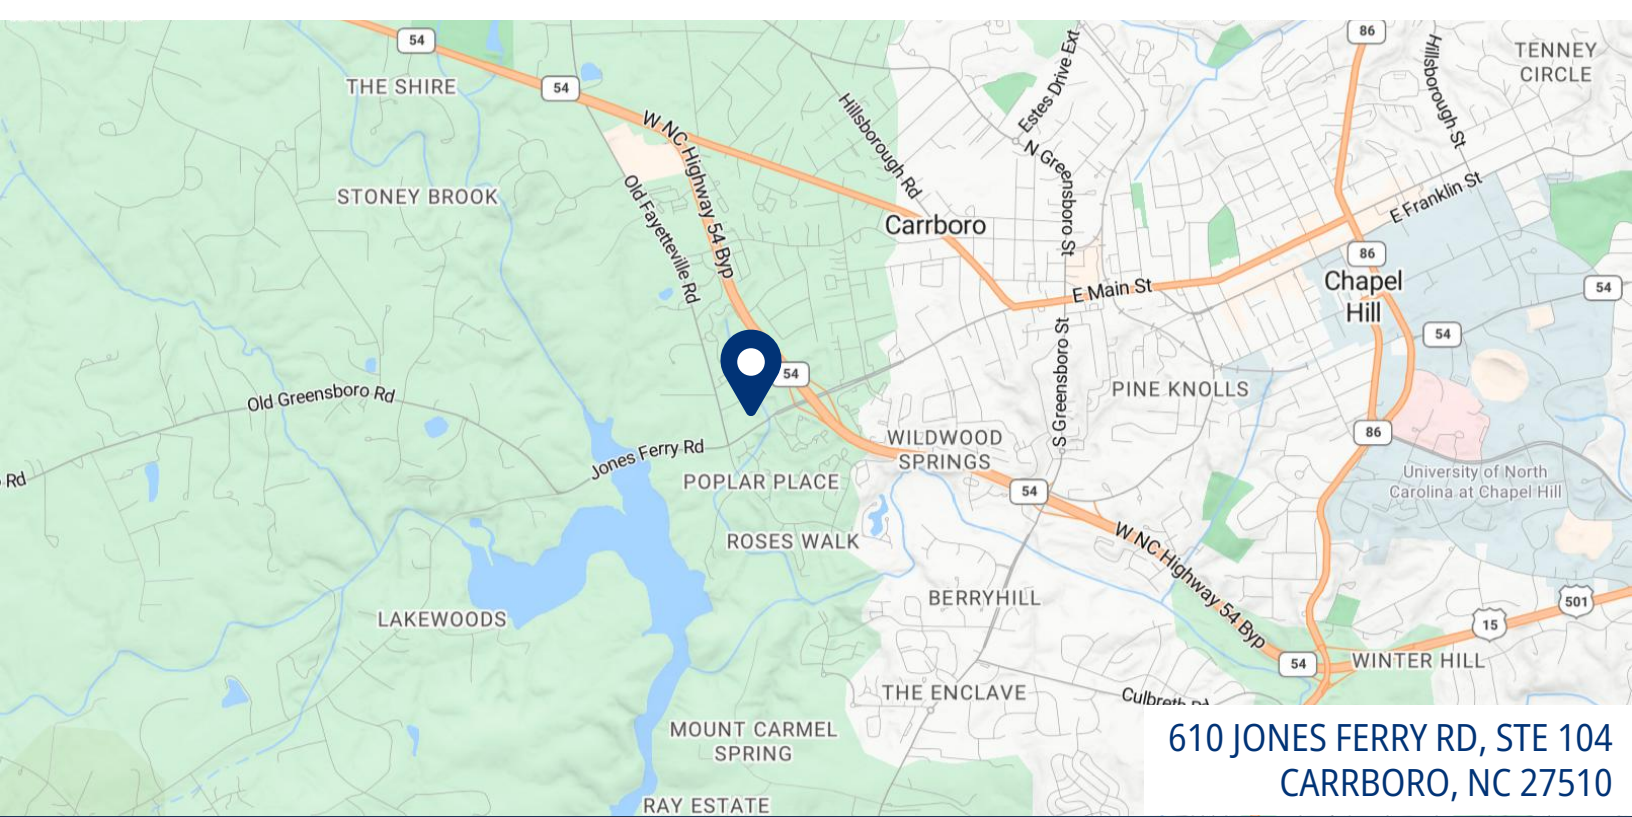 54
86
TENNEY
CIRCLE
THE SHIRE
54
Hillsborough St
Estes Drive Ext
Hillsborough Rd
W NC Highway 54 Byp
N Greensboro St
STONEY BROOK
Old Fayetteville Rd
E Franklin St
Carrboro
86
Chapel
Hill
54
E Main St
54
54
S Greensboro St
PINE KNOLLS
Old Greensboro Rd
86
Jones Ferry Rd
WILDWOOD
SPRINGS
Rd
POPLAR PLACE
University of North
Carolina at Chapel Hill
54
ROSES WALK
W NC Highway 54 Byp
BERRYHILL
501
15
LAKEWOODS
54
WINTER HILL
THE ENCLAVE
Culbreth Rd
MOUNT CARMEL
SPRING
RAY ESTATE
610 JONES FERRY RD, STE 104
CARRBORO, NC 27510